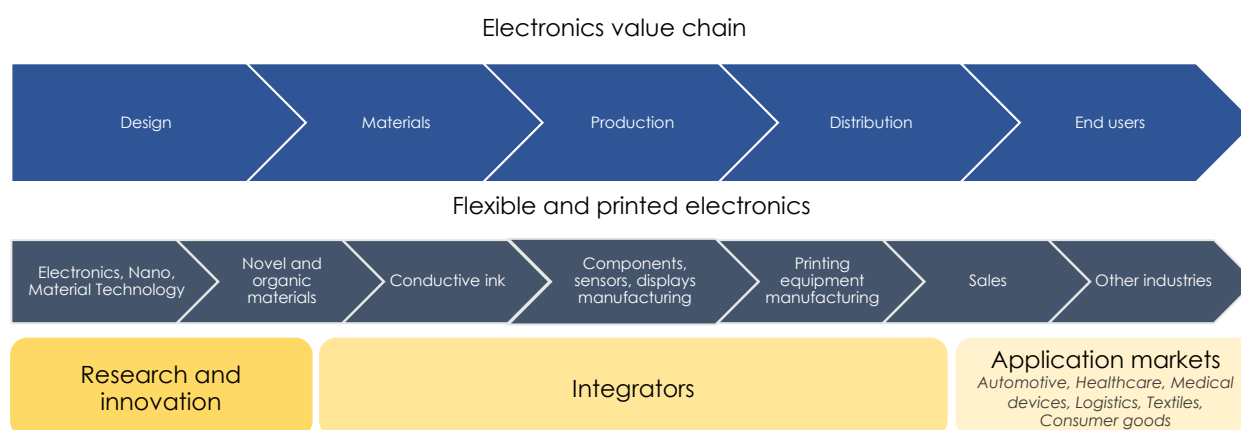 Electronics value chain
Design
Materials
Production
Distribution
End users
Flexible and printed electronics
Electronics, Nano,
Material Technology
Novel and
organic
materials
Conductive ink
Components,
sensors, displays
manufacturing
Printing
equipment
manufacturing
Sales
Other industries
Research and
innovation
Integrators
Application markets
Automotive, Healthcare, Medical
devices, Logistics, Textiles,
Consumer goods